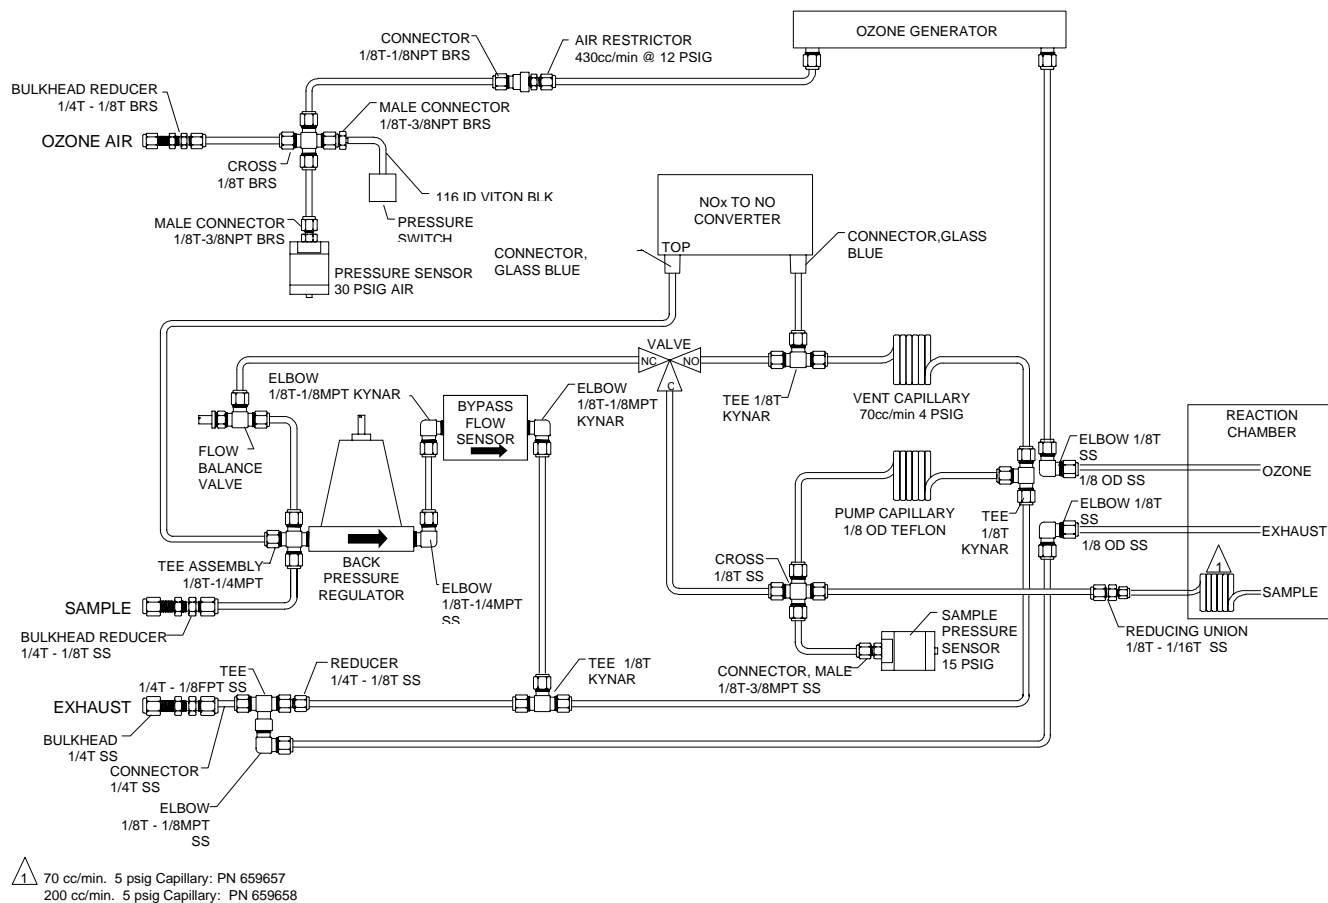 OZONE GENERATOR
CONNECTOR
1/8T-1/8NPT BRS
AIR RESTRICTOR
430cc/min @ 12 PSIG
BULKHEAD REDUCER
1/4T - 1/8T BRS
MALE CONNECTOR
1/8T-3/8NPT BRS
OZONE AIR
CROSS
1/8T BRS
116 ID VITON BLK
PRESSURE
SWITCH
MALE CONNECTOR
1/8T-3/8NPT BRS
PRESSURE SENSOR
30 PSIG AIR
NOx TO NO
CONVERTER
TOP
CONNECTOR,
GLASS BLUE
CONNECTOR,GLASS
BLUE
VALVE
NC
NO
C
TEE 1/8T
KYNAR
VENT CAPILLARY
70cc/min 4 PSIG
ELBOW
1/8T-1/8MPT KYNAR
BYPASS
FLOW
SENSOR
ELBOW
1/8T-1/8MPT
KYNAR
FLOW
BALANCE
VALVE
REACTION
CHAMBER
ELBOW 1/8T
SS
1/8 OD SS
OZONE
ELBOW 1/8T
SS
1/8 OD SS
EXHAUST
PUMP CAPILLARY
1/8 OD TEFLON
TEE
1/8T
KYNAR
TEE ASSEMBLY
1/8T-1/4MPT
BACK
PRESSURE
REGULATOR
ELBOW
1/8T-1/4MPT
SS
CROSS
1/8T SS
1
SAMPLE
SAMPLE
BULKHEAD REDUCER
1/4T - 1/8T SS
SAMPLE
PRESSURE
SENSOR
15 PSIG
REDUCING UNION
1/8T - 1/16T SS
CONNECTOR, MALE
1/8T-3/8MPT SS
TEE
1/4T - 1/8FPT SS
REDUCER
1/4T - 1/8T SS
TEE 1/8T
KYNAR
EXHAUST
BULKHEAD
1/4T SS
CONNECTOR
1/4T SS
ELBOW
1/8T - 1/8MPT
SS
1 70 cc/min. 5 psig Capillary: PN 659657
200 cc/min. 5 psig Capillary: PN 659658